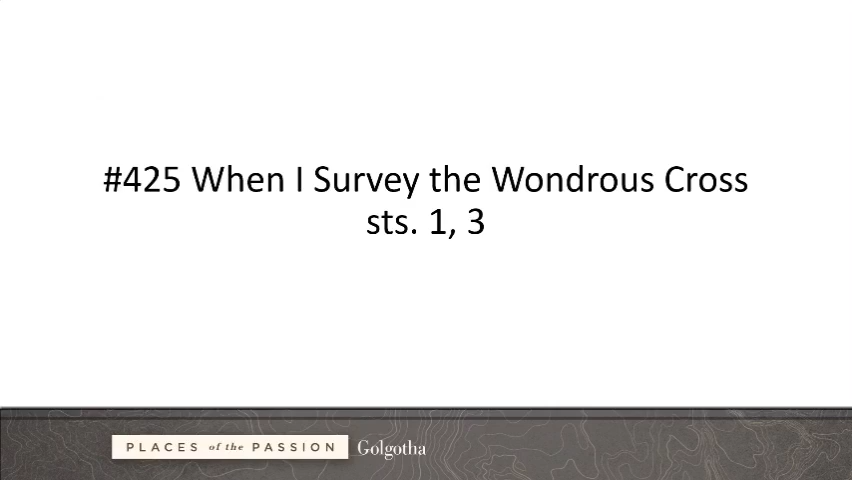 #425 When I Survey the Wondrous Cross
sts. 1, 3
PLACES of the PASSION Golgotha